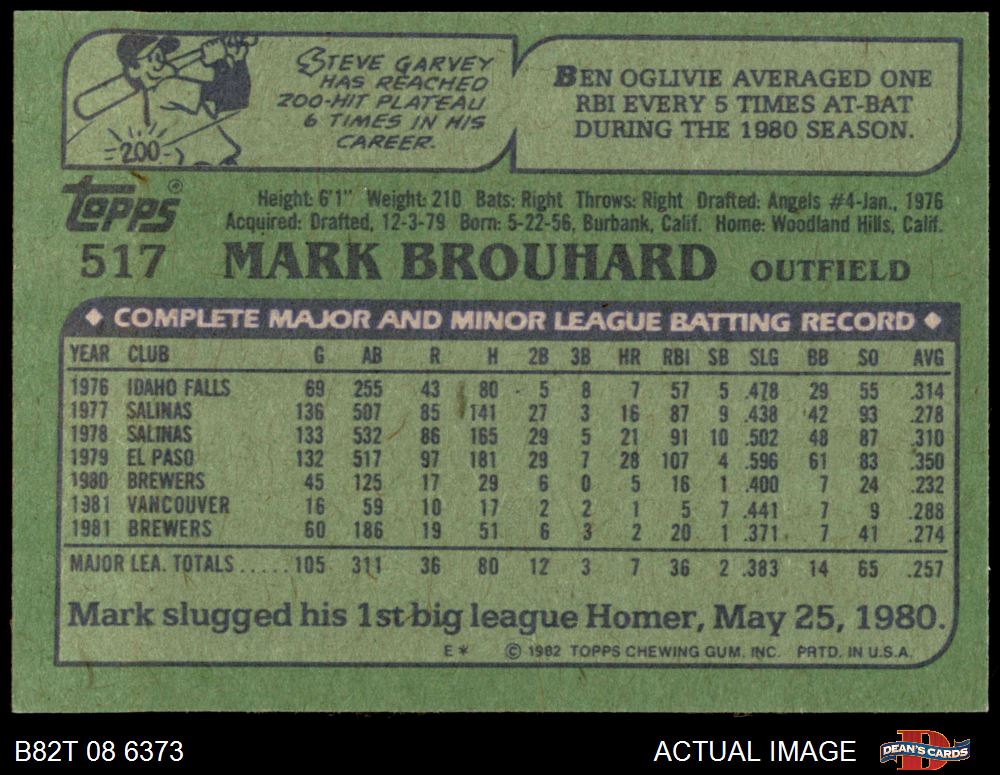 STEVE GARVEY
HAS REACHED
200-HIT PLATEAU
6 TIMES IN HIS
CAREER.
200
BEN OGLIVIE AVERAGED ONE
RBI EVERY 5 TIMES AT-BAT
DURING THE 1980 SEASON.
Topps®
Height: 6'1" Weight: 210 Bats: Right Throws: Right Drafted: Angels #4-Jan., 1976
Acquired: Drafted, 12-3-79 Born: 5-22-56, Burbank, Calif. Home: Woodland Hills, Calif.
517 MARK BROUHARD OUTFIELD
◆ COMPLETE MAJOR AND MINOR LEAGUE BATTING RECORD ◆
YEAR CLUB G AB R H 2B 3B HR RBI SB SLG BB SO AVG
1976 IDAHO FALLS 69 255 43 80 5 8 7 57 5 .478 29 55 .314
1977 SALINAS 136 507 85 141 27 3 16 87 9 .438 42 93 .278
1978 SALINAS 133 532 86 165 29 5 21 91 10 .502 48 87 .310
1979 EL PASO 132 517 97 181 29 7 28 107 4 .596 61 83 .350
1980 BREWERS 45 125 17 29 6 0 5 16 1 .400 7 24 .232
1981 VANCOUVER 16 59 10 17 2 2 1 5 7 .441 7 9 .288
1981 BREWERS 60 186 19 51 6 3 2 20 1 .371 7 41 .274
MAJOR LEA. TOTALS.....105 311 36 80 12 3 7 36 2 .383 14 65 .257
Mark slugged his 1st big league Homer, May 25, 1980.
E* © 1982 TOPPS CHEWING GUM, INC. PRTD. IN U.S.A.
B82T 08 6373 ACTUAL IMAGE DEAN'S CARDS